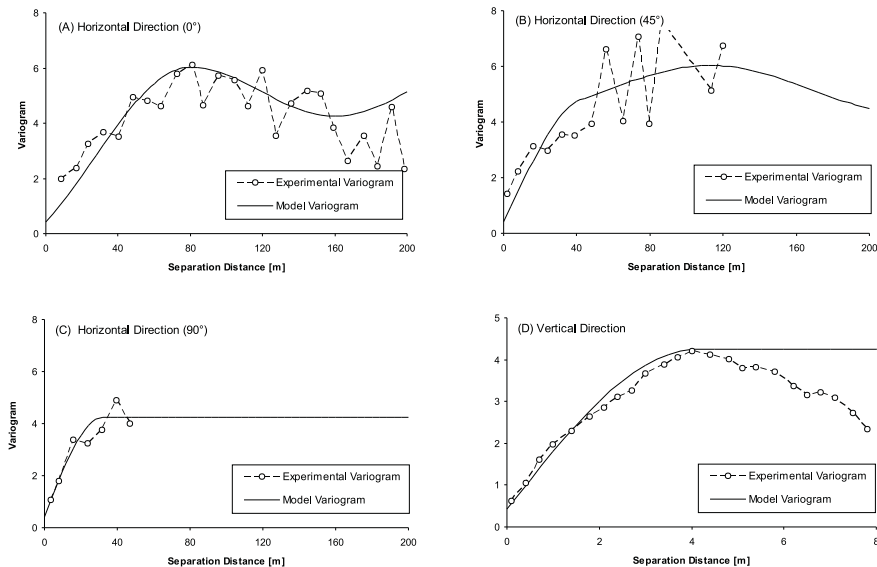 (A) Horizontal Direction (0°)
8
6
4
2
0
Variogram
0 40 80 120 160 200
Separation Distance [m]
Experimental Variogram
Model Variogram
(B) Horizontal Direction (45°)
8
6
4
2
0
Variogram
0 40 80 120 160 200
Separation Distance [m]
Experimental Variogram
Model Variogram
(C) Horizontal Direction (90°)
8
6
4
2
0
Variogram
0 40 80 120 160 200
Separation Distance [m]
Experimental Variogram
Model Variogram
(D) Vertical Direction
5
4
3
2
1
0
Variogram
0 2 4 6 8
Separation Distance [m]
Experimental Variogram
Model Variogram